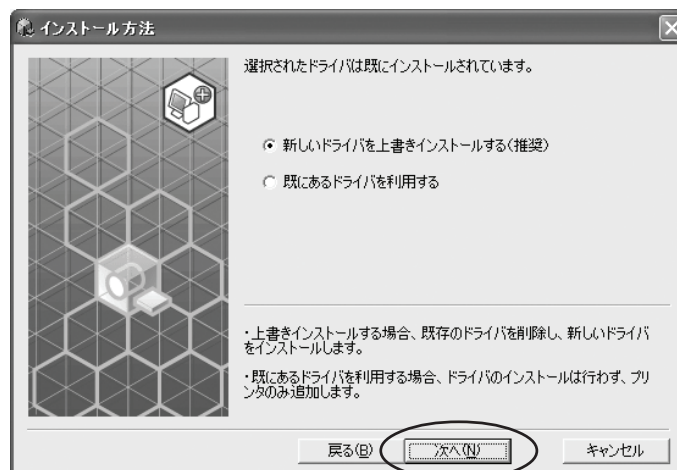 インストール方法
選択されたドライバは既にインストールされています。
新しいドライバを上書きインストールする(推奨)
既にあるドライバを利用する
・上書きインストールする場合、既存のドライバを削除し、新しいドライバ
をインストールします。
・既にあるドライバを利用する場合、ドライバのインストールは行わず、プリ
ンタのみ追加します。
戻る(B) 次へ(N) キャンセル